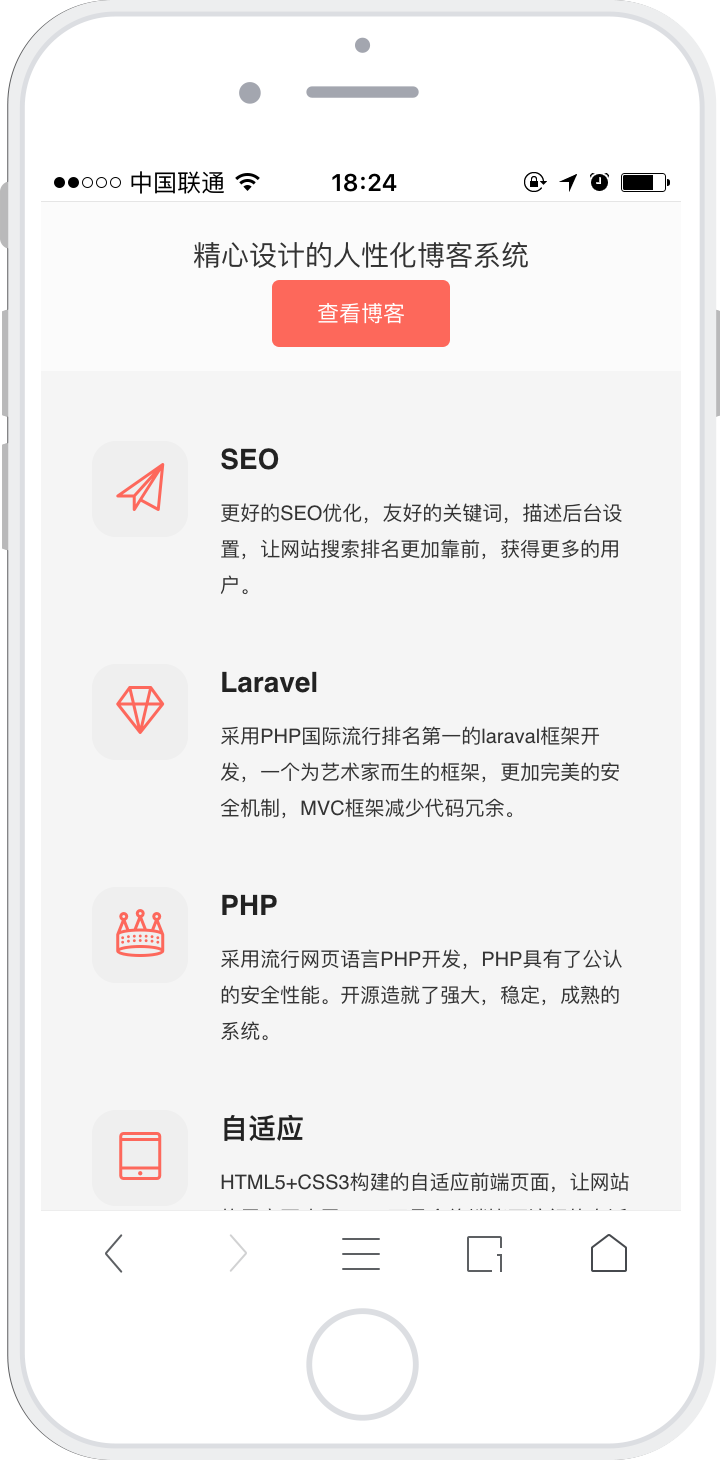 中国联通
18:24
精心设计的人性化博客系统
查看博客
SEO
更好的SEO优化，友好的关键词，描述后台设
置，让网站搜索排名更加靠前，获得更多的用
户。
Laravel
采用PHP国际流行排名第一的laraval框架开
发，一个为艺术家而生的框架，更加完美的安
全机制，MVC框架减少代码冗余。
PHP
采用流行网页语言PHP开发，PHP具有了公认
的安全性能。开源造就了强大，稳定，成熟的
系统。
自适应
HTML5+CSS3构建的自适应前端页面，让网站
1